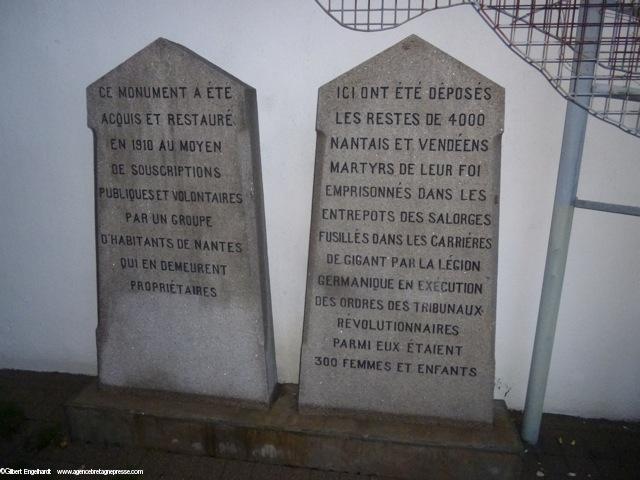 CE MONUMENT A ÉTÉ
ACQUIS ET RESTAURÉ
EN 1910 AU MOYEN
DE SOUSCRIPTIONS
PUBLIQUES ET VOLONTAIRES
PAR UN GROUPE
D'HABITANTS DE NANTES
QUI EN DEMEURENT
PROPRIÉTAIRES
ICI ONT ÉTÉ DÉPOSÉS
LES RESTES DE 4000
NANTAIS ET VENDÉENS
MARTYRS DE LEUR FOI
EMPRISONNÉS DANS LES
ENTREPOTS DES SALORGES
FUSILLÉS DANS LES CARRIÉRES
DE GIGANT PAR LA LÉGION
GERMANIQUE EN EXÉCUTION
DES ORDRES DES TRIBUNAUX
RÉVOLUTIONNAIRES
PARMI EUX ÉTAIENT
300 FEMMES ET ENFANTS
©Gilbert Engelhardt www.agencebretagnepresse.com